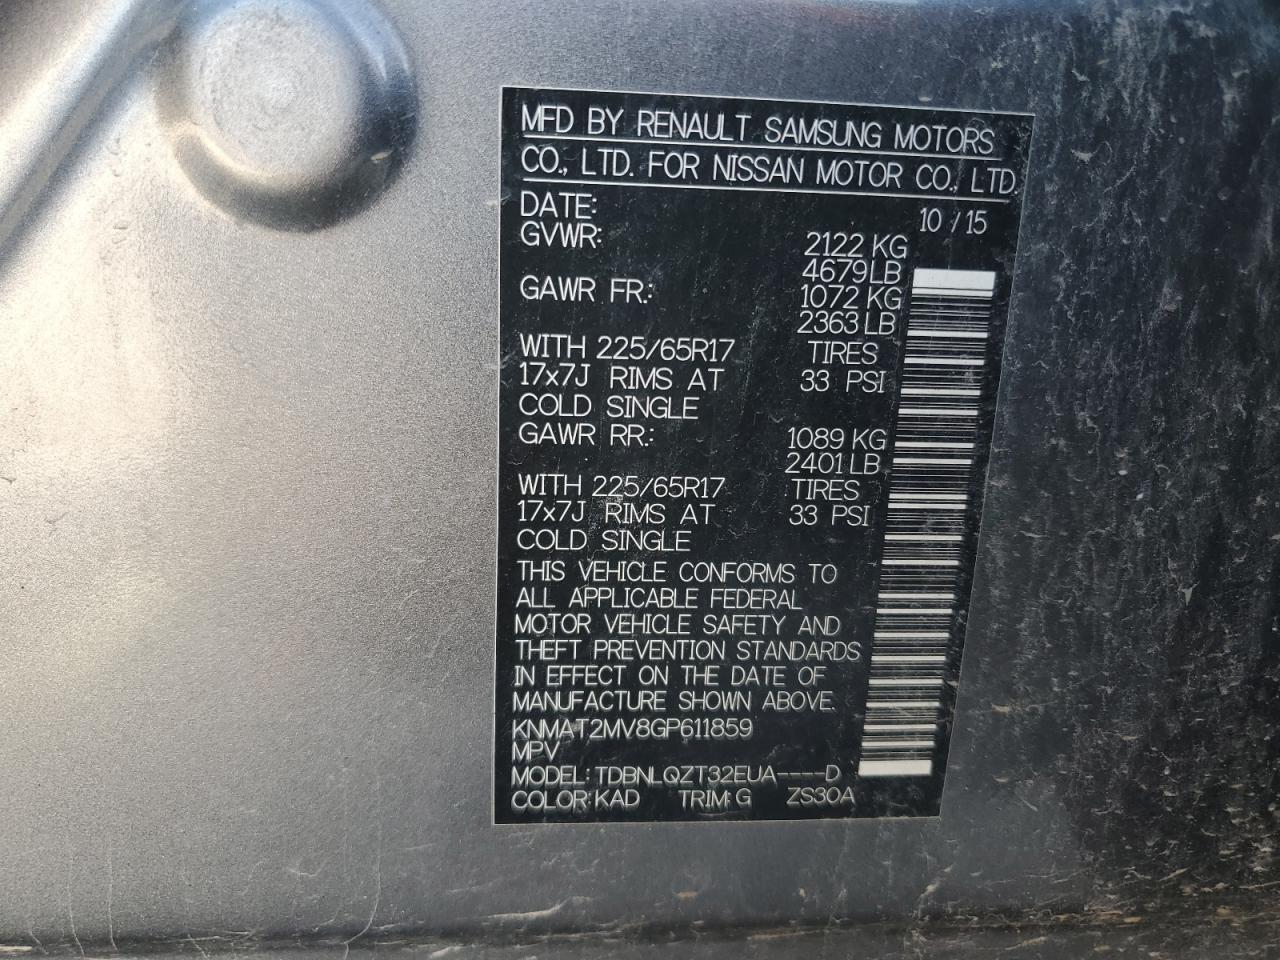 MFD BY RENAULT SAMSUNG MOTORS
CO., LTD. FOR NISSAN MOTOR CO., LTD.
DATE: 10 / 15
GVWR: 2122 KG
4679 LB
GAWR FR.: 1072 KG
2363 LB
WITH 225/65R17 TIRES
17x7J RIMS AT 33 PSI
COLD SINGLE
GAWR RR.: 1089 KG
2401 LB
WITH 225/65R17 TIRES
17x7J RIMS AT 33 PSI
COLD SINGLE
THIS VEHICLE CONFORMS TO
ALL APPLICABLE FEDERAL
MOTOR VEHICLE SAFETY AND
THEFT PREVENTION STANDARDS
IN EFFECT ON THE DATE OF
MANUFACTURE SHOWN ABOVE.
KNMAT2MV8GP611859
MPV
MODEL: TDBNLQZT32EUA----D
COLOR: KAD TRIM: G ZS30A